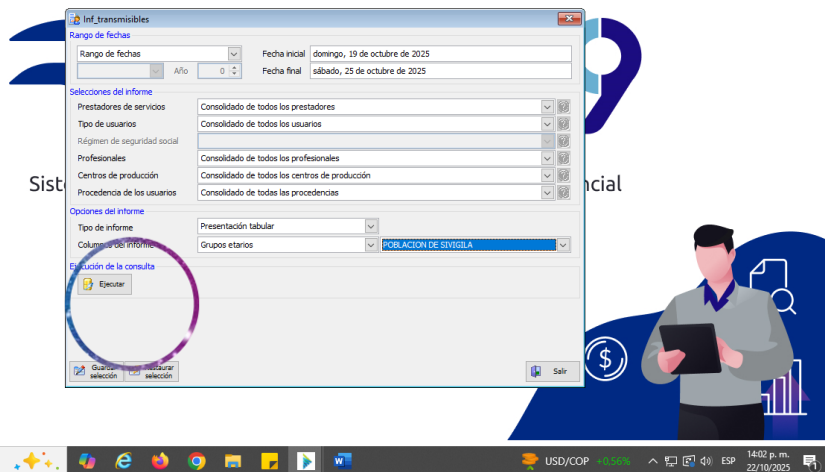 Inf_transmisibles
Rango de fechas
Rango de fechas Fecha inicial domingo, 19 de octubre de 2025
Año 0 Fecha final sábado, 25 de octubre de 2025
Selecciones del informe
Prestadores de servicios Consolidado de todos los prestadores
Tipo de usuarios Consolidado de todos los usuarios
Régimen de seguridad social
Profesionales Consolidado de todos los profesionales
Centros de producción Consolidado de todos los centros de producción
Procedencia de los usuarios Consolidado de todas las procedencias
Sist ncial
Opciones del informe
Tipo de informe Presentación tabular
Columnas del informe Grupos etarios POBLACION DE SIVIGILA
Ejecución de la consulta
Ejecutar
$
Guardar selección Restaurar selección Salir
USD/COP +0.56% ESP 14:02 p. m.
22/10/2025 1